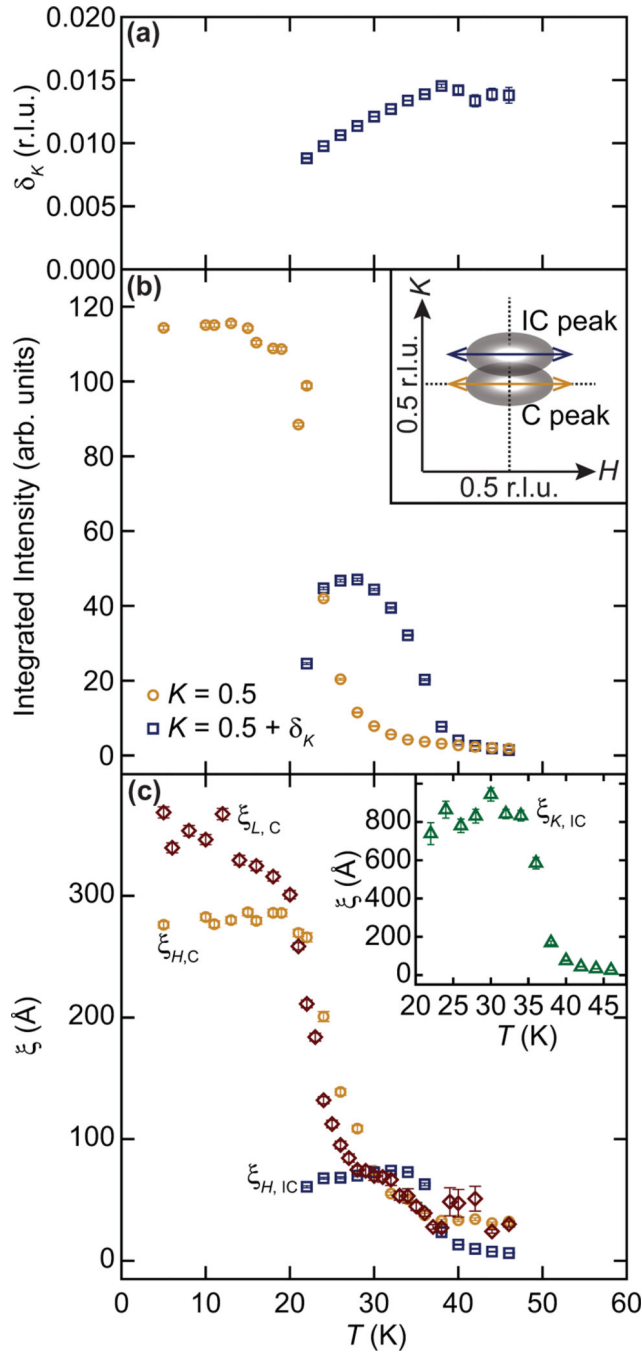 (a)
0.020
0.015
0.010
0.005
0.000
δK (r.l.u.)
(b)
120
100
80
60
40
20
0
Integrated Intensity (arb. units)
K = 0.5
K = 0.5 + δK
K
IC peak
C peak
0.5 r.l.u.
H
0.5 r.l.u.
(c)
300
200
100
0
ξ (Å)
ξL, C
ξH,C
ξH, IC
800
600
400
200
0
ξ (Å)
ξK, IC
20 25 30 35 40 45
T (K)
0 10 20 30 40 50 60
T (K)